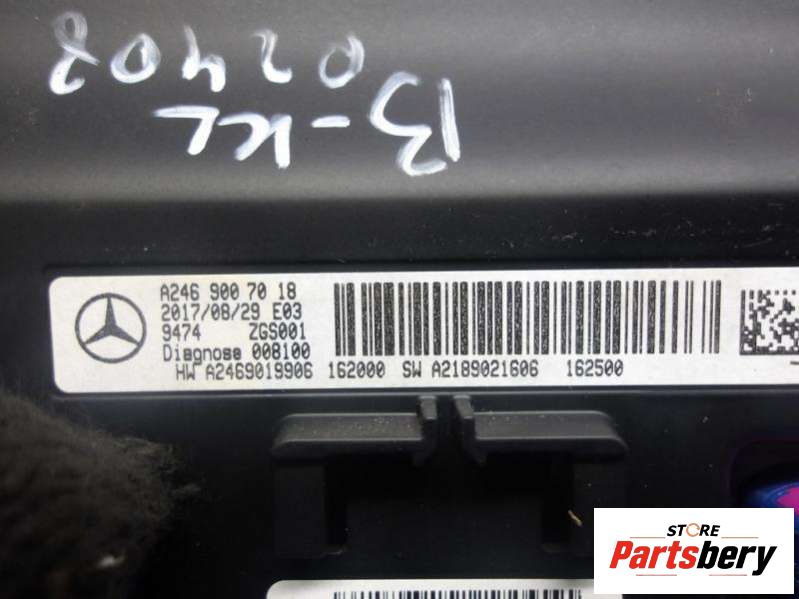 02408
13-KL
A246 900 70 18
2017/08/29 E03
9474 ZGS001
Diagnose 008100
HW A2469019906 162000 SW A2189021606 162500
STORE
Partsbery